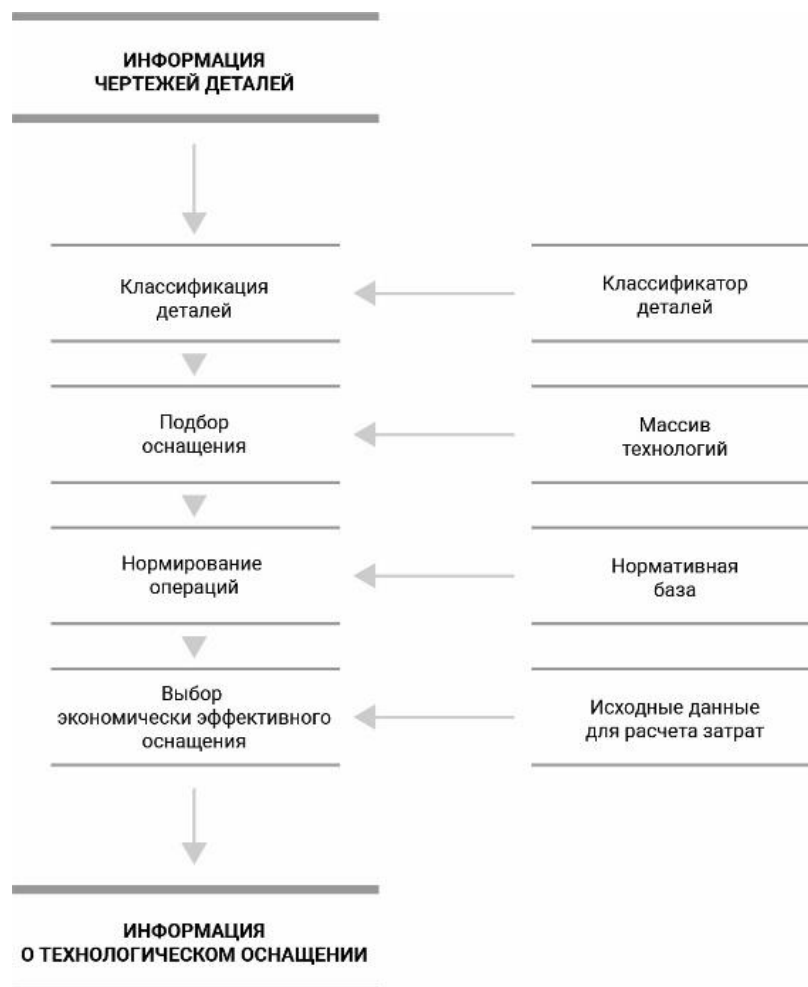 ИНФОРМАЦИЯ
ЧЕРТЕЖЕЙ ДЕТАЛЕЙ
Классификация
деталей
Классификатор
деталей
Подбор
оснащения
Массив
технологий
Нормирование
операций
Нормативная
база
Выбор
экономически эффективного
оснащения
Исходные данные
для расчета затрат
ИНФОРМАЦИЯ
О ТЕХНОЛОГИЧЕСКОМ ОСНАЩЕНИИ